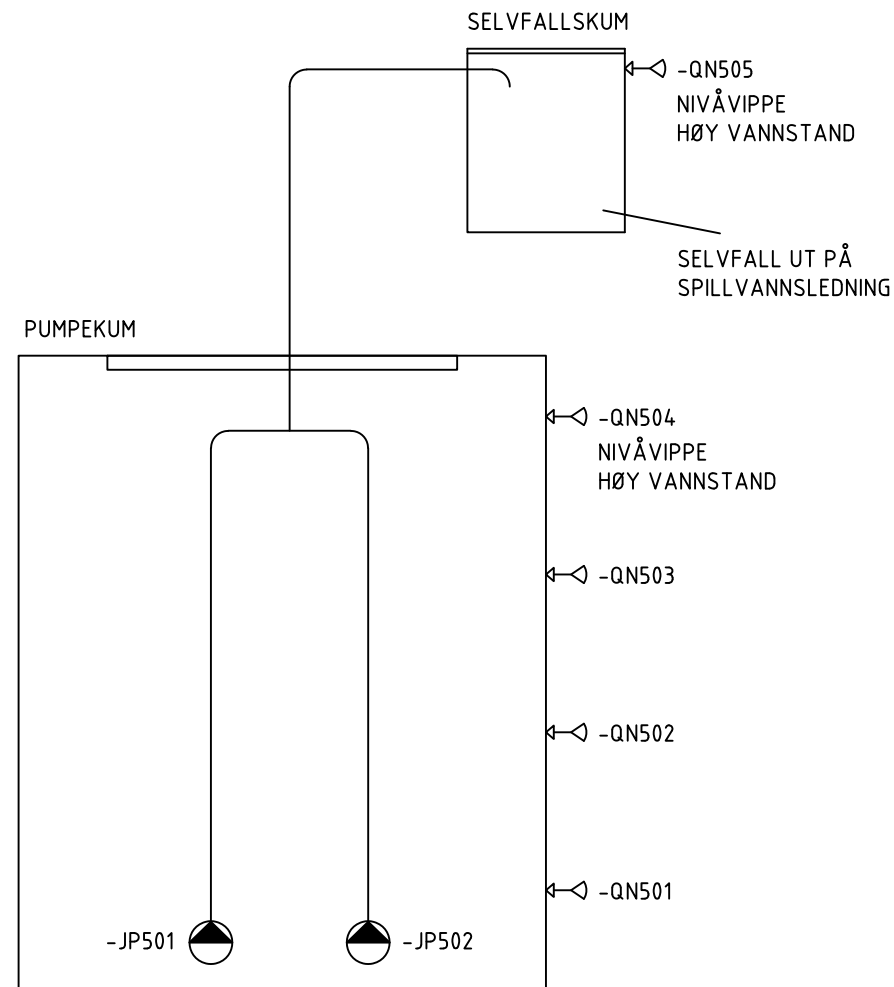 SELVFALLSKUM
-QN505
NIVÅVIPPE
HØY VANNSTAND
SELVFALL UT PÅ
SPILLVANNSLEDNING
PUMPEKUM
-QN504
NIVÅVIPPE
HØY VANNSTAND
-QN503
-QN502
-QN501
-JP501
-JP502